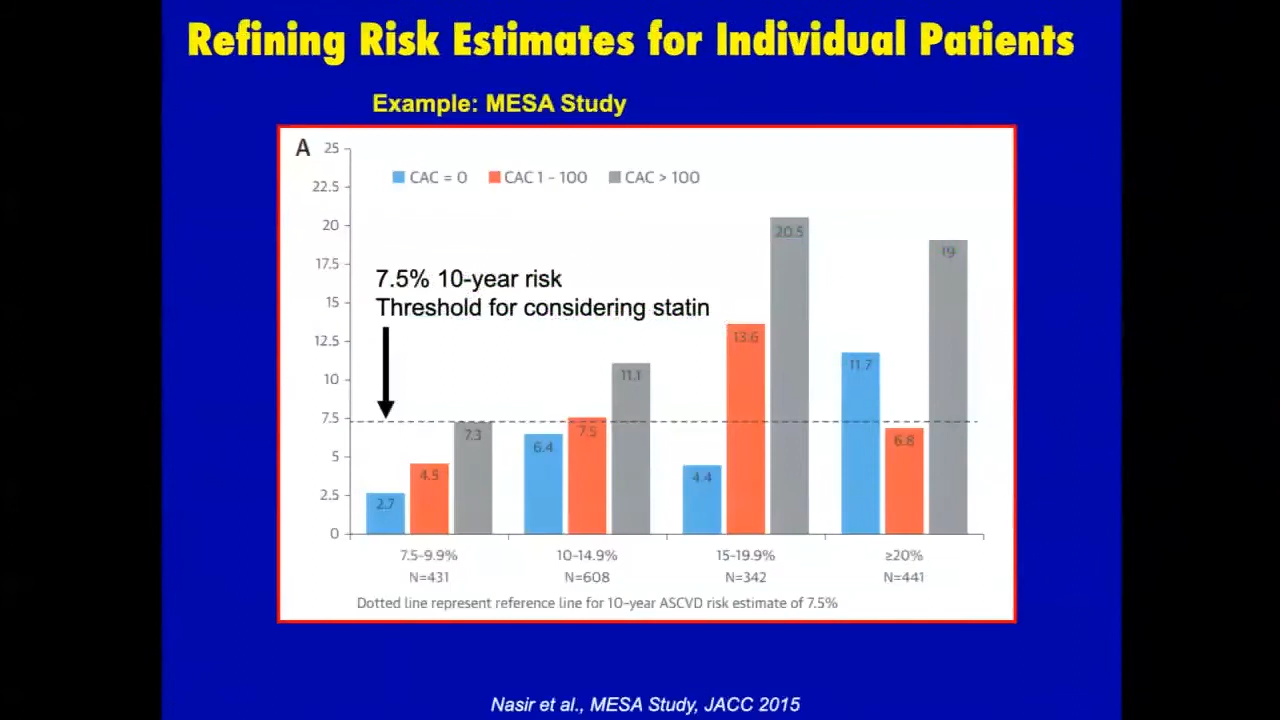 Refining Risk Estimates for Individual Patients
Example: MESA Study
A
25
22.5
20
17.5
15
12.5
10
7.5
5
2.5
0
CAC = 0 CAC 1 - 100 CAC > 100
7.5% 10-year risk
Threshold for considering statin
2.7 4.5 7.3
6.4 7.5 11.1
4.4 13.6 20.5
11.7 6.8 19
7.5-9.9% 10-14.9% 15-19.9% ≥20%
N=431 N=608 N=342 N=441
Dotted line represent reference line for 10-year ASCVD risk estimate of 7.5%
Nasir et al., MESA Study, JACC 2015